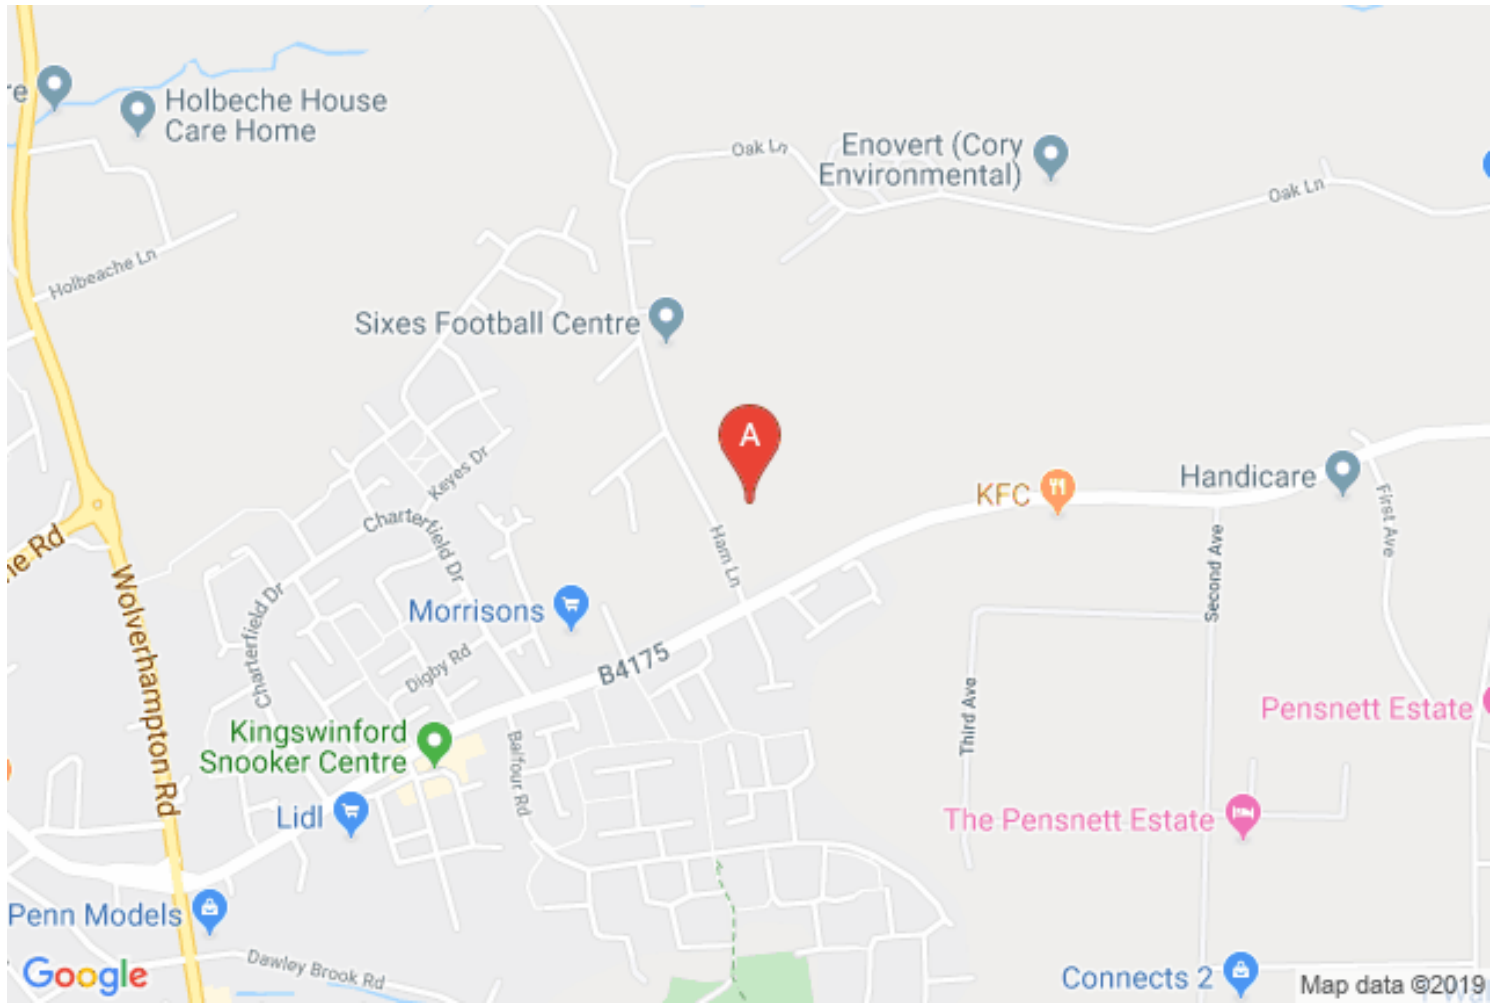 re
Holbeche House
Care Home
Oak Ln
Enovert (Cory
Environmental)
Oak Ln
Holbeache Ln
Sixes Football Centre
A
Keyes Dr
KFC
Handicare
First Ave
Charterfield Dr
Ham Ln
ne Rd
Second Ave
Wolverhampton Rd
Charterfield Dr
Morrisons
Digby Rd
B4175
Third Ave
Pensnett Estate
Kingswinford
Snooker Centre
Balfour Rd
Lidl
The Pensnett Estate
Penn Models
Dawley Brook Rd
Google
Connects 2
Map data ©2019